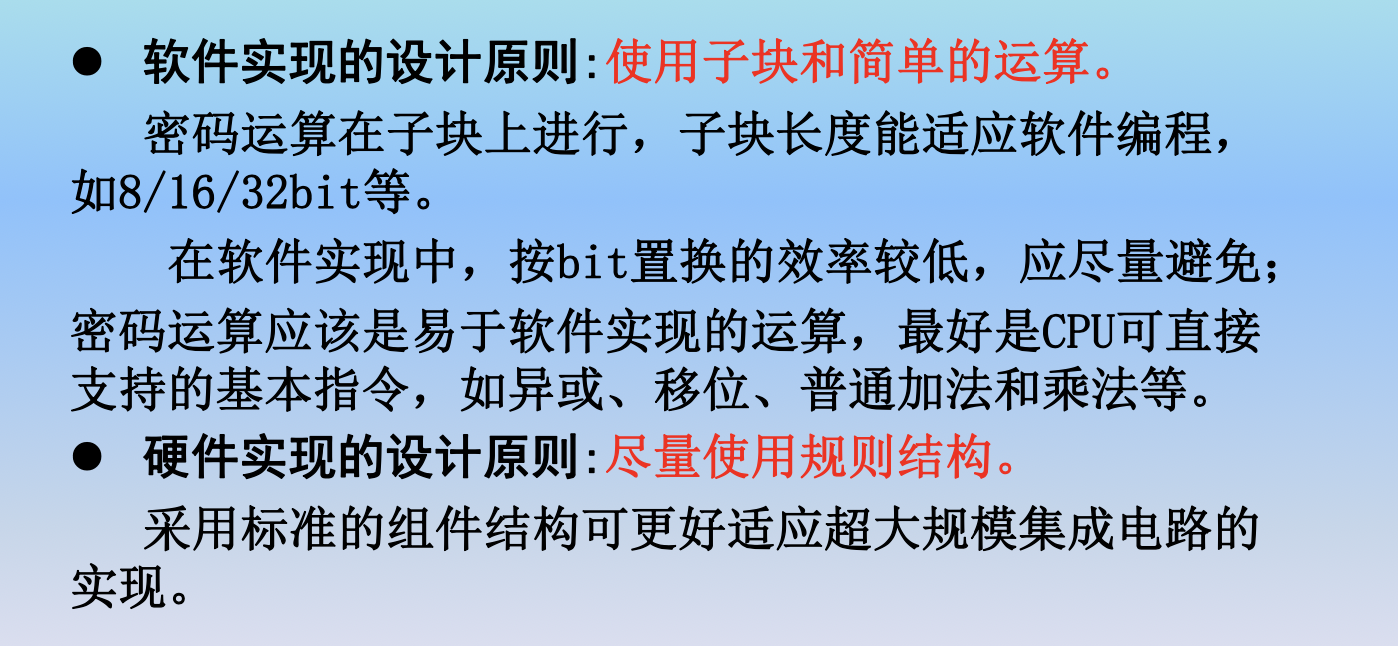 ● 软件实现的设计原则:使用子块和简单的运算。
密码运算在子块上进行，子块长度能适应软件编程，
如8/16/32bit等。
在软件实现中，按bit置换的效率较低，应尽量避免；
密码运算应该是易于软件实现的运算，最好是CPU可直接
支持的基本指令，如异或、移位、普通加法和乘法等。
● 硬件实现的设计原则:尽量使用规则结构。
采用标准的组件结构可更好适应超大规模集成电路的
实现。